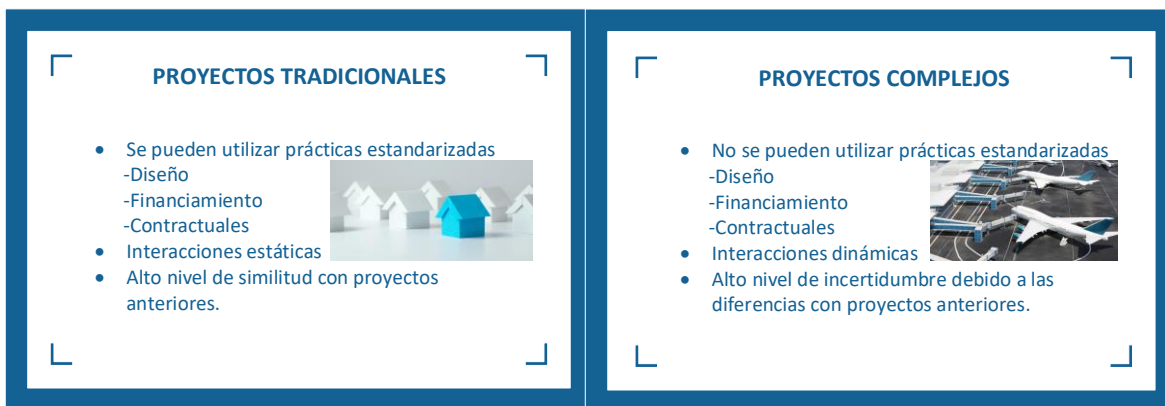 PROYECTOS TRADICIONALES
• Se pueden utilizar prácticas estandarizadas
-Diseño
-Financiamiento
-Contractuales
• Interacciones estáticas
• Alto nivel de similitud con proyectos
anteriores.
PROYECTOS COMPLEJOS
• No se pueden utilizar prácticas estandarizadas
-Diseño
-Financiamiento
-Contractuales
• Interacciones dinámicas
• Alto nivel de incertidumbre debido a las
diferencias con proyectos anteriores.